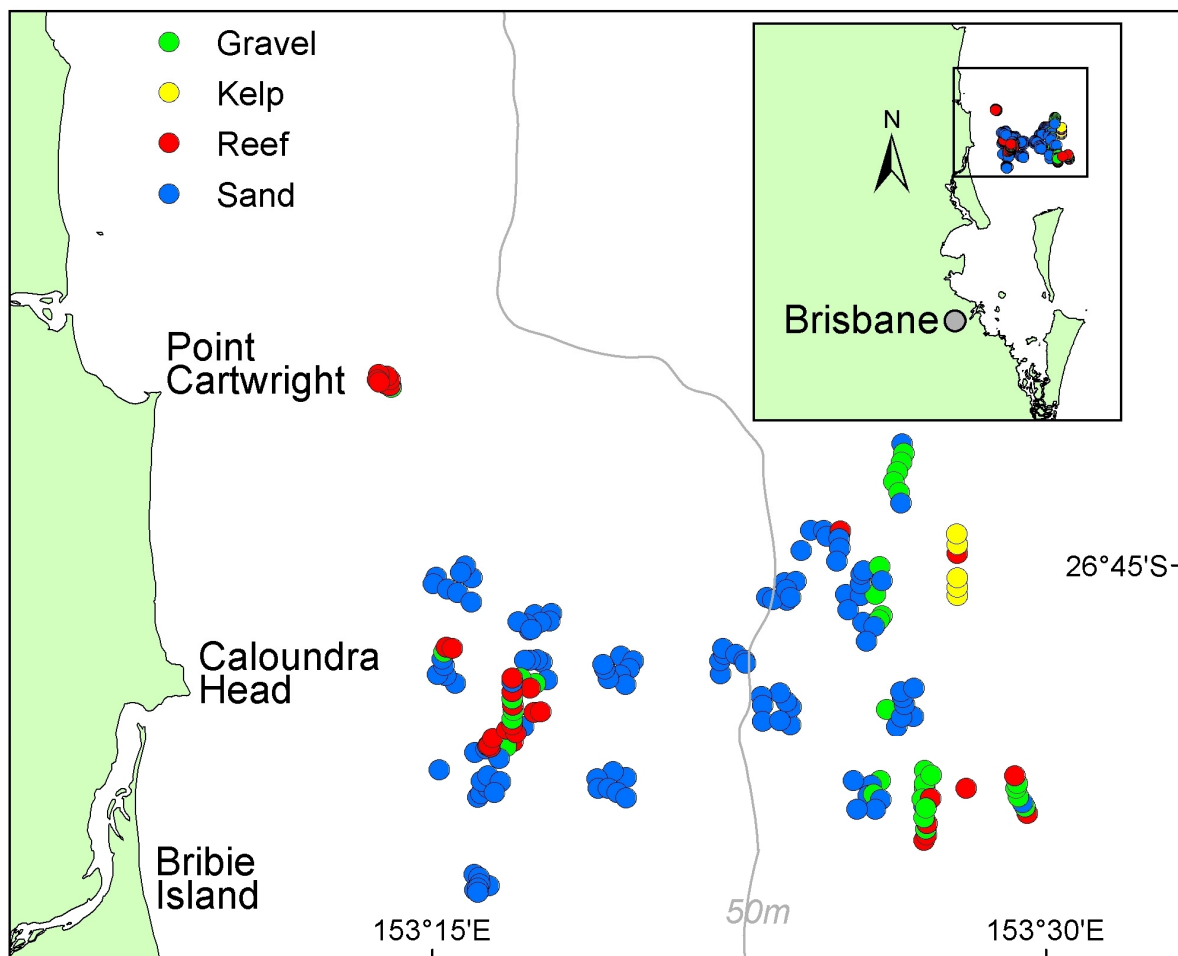 Gravel
Kelp
Reef
Sand
N
Brisbane
Point
Cartwright
26°45'S
Caloundra
Head
Bribie
Island
50m
153°15'E
153°30'E